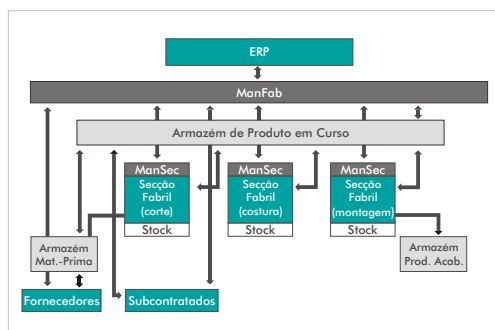 ERP
ManFab
Armazém de Produto em Curso
ManSec
Secção
Fabril
(corte)
Stock
ManSec
Secção
Fabril
(costura)
Stock
ManSec
Secção
Fabril
(montagem)
Stock
Armazém
Mat.-Prima
Armazém
Prod. Acab.
Fornecedores
Subcontratados